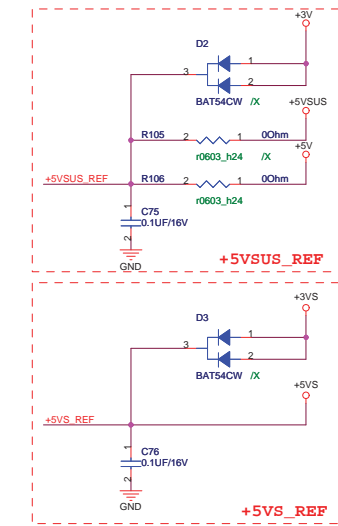 +3V
D2
1
3
2
BAT54CW /X +5VSUS
R105 2 1 0Ohm
r0603_h24 /X +5V
+5VSUS_REF R106 2 1 0Ohm
r0603_h24
1
C75
0.1UF/16V
2
GND
+5VSUS_REF
+3VS
D3
1
3
2
BAT54CW /X
+5VS
+5VS_REF
1
C76
0.1UF/16V
2
GND
+5VS_REF